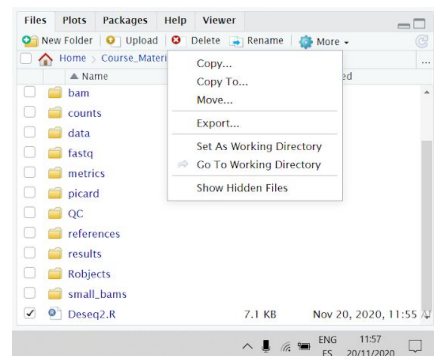 Files Plots Packages Help Viewer
New Folder Upload Delete Rename More
Home Course_Materi ...
Name ed
Copy...
Copy To...
Move...
Export...
Set As Working Directory
Go To Working Directory
Show Hidden Files
bam
counts
data
fastq
metrics
picard
QC
references
results
Robjects
small_bams
Deseq2.R 7.1 KB Nov 20, 2020, 11:55 A
ENG 11:57
ES 20/11/2020